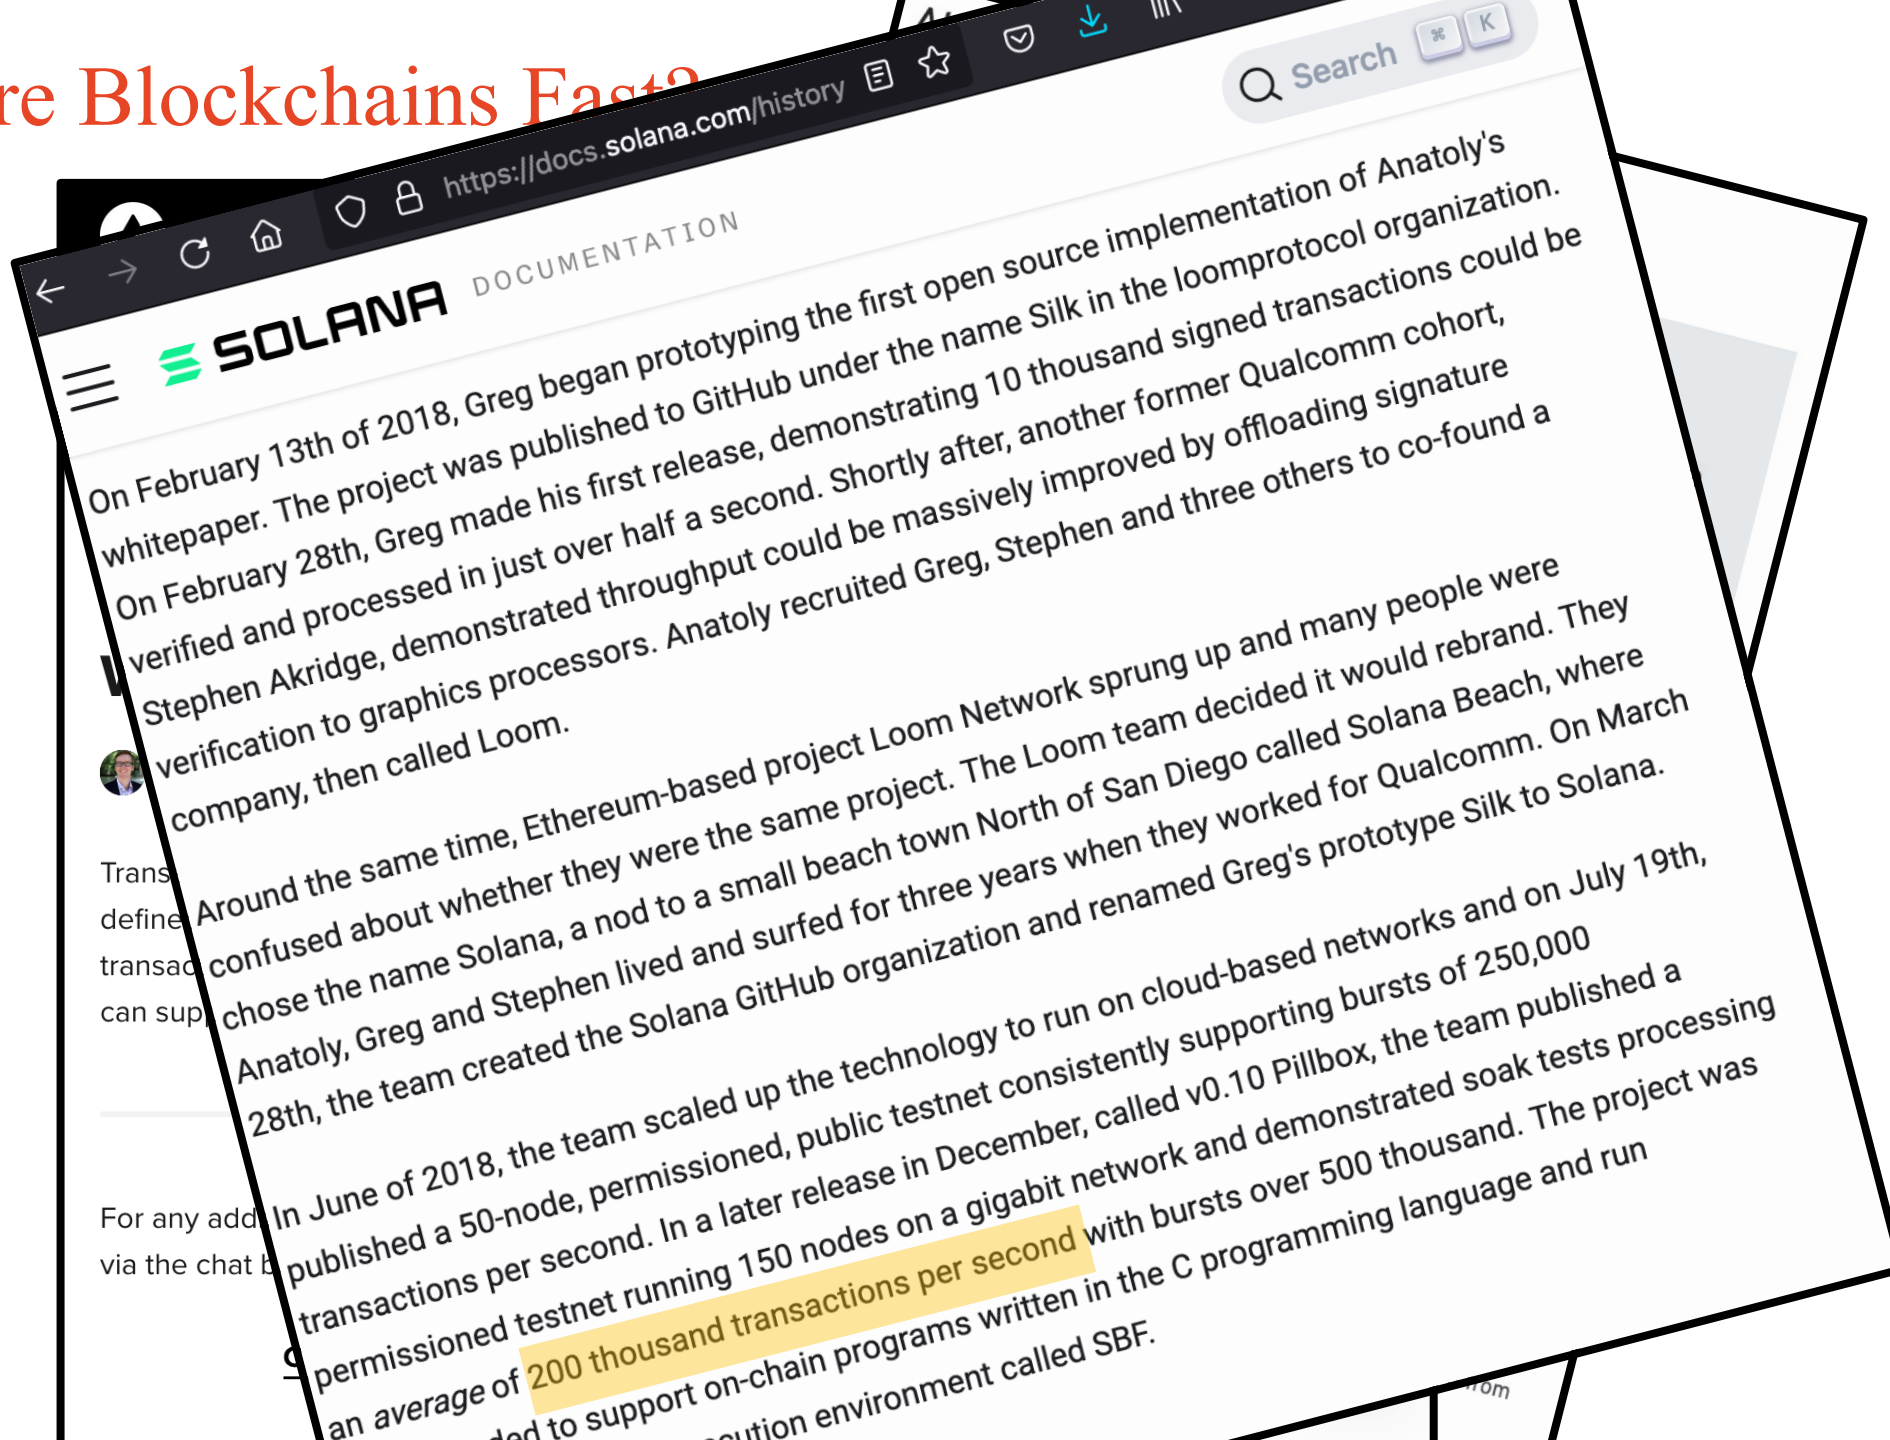 re Blockchains Fast?
https://docs.solana.com/history
Search
⌘ K
SOLANA DOCUMENTATION
On February 13th of 2018, Greg began prototyping the first open source implementation of Anatoly's
whitepaper. The project was published to GitHub under the name Silk in the loomprotocol organization.
On February 28th, Greg made his first release, demonstrating 10 thousand signed transactions could be
verified and processed in just over half a second. Shortly after, another former Qualcomm cohort,
Stephen Akridge, demonstrated throughput could be massively improved by offloading signature
verification to graphics processors. Anatoly recruited Greg, Stephen and three others to co-found a
company, then called Loom.
Around the same time, Ethereum-based project Loom Network sprung up and many people were
confused about whether they were the same project. The Loom team decided it would rebrand. They
chose the name Solana, a nod to a small beach town North of San Diego called Solana Beach, where
Anatoly, Greg and Stephen lived and surfed for three years when they worked for Qualcomm. On March
28th, the team created the Solana GitHub organization and renamed Greg's prototype Silk to Solana.
In June of 2018, the team scaled up the technology to run on cloud-based networks and on July 19th,
published a 50-node, permissioned, public testnet consistently supporting bursts of 250,000
transactions per second. In a later release in December, called v0.10 Pillbox, the team published a
permissioned testnet running 150 nodes on a gigabit network and demonstrated soak tests processing
an average of 200 thousand transactions per second with bursts over 500 thousand. The project was
ded to support on-chain programs written in the C programming language and run
cution environment called SBF.
Trans
define
transac
can sup
For any add
via the chat b
rom